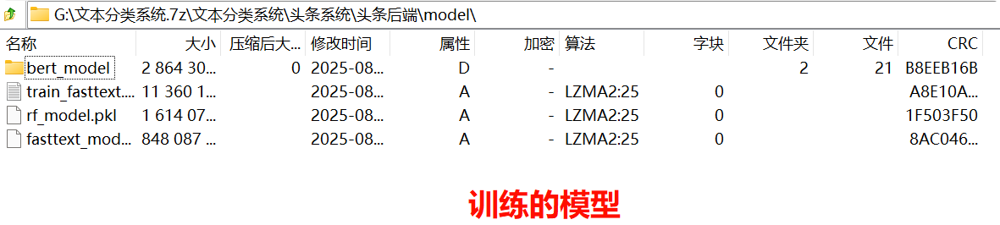 G:\文本分类系统.7z\文本分类系统\头条系统\头条后端\model\
名称 大小 压缩后大... 修改时间 属性 加密 算法 字块 文件夹 文件 CRC
bert_model 2 864 30... 0 2025-08... D - 2 21 B8EEB16B
train_fasttext.... 11 360 1... 2025-08... A - LZMA2:25 0 A8E10A...
rf_model.pkl 1 614 07... 2025-08... A - LZMA2:25 0 1F503F50
fasttext_mod... 848 087 ... 2025-08... A - LZMA2:25 0 8AC046...
训练的模型